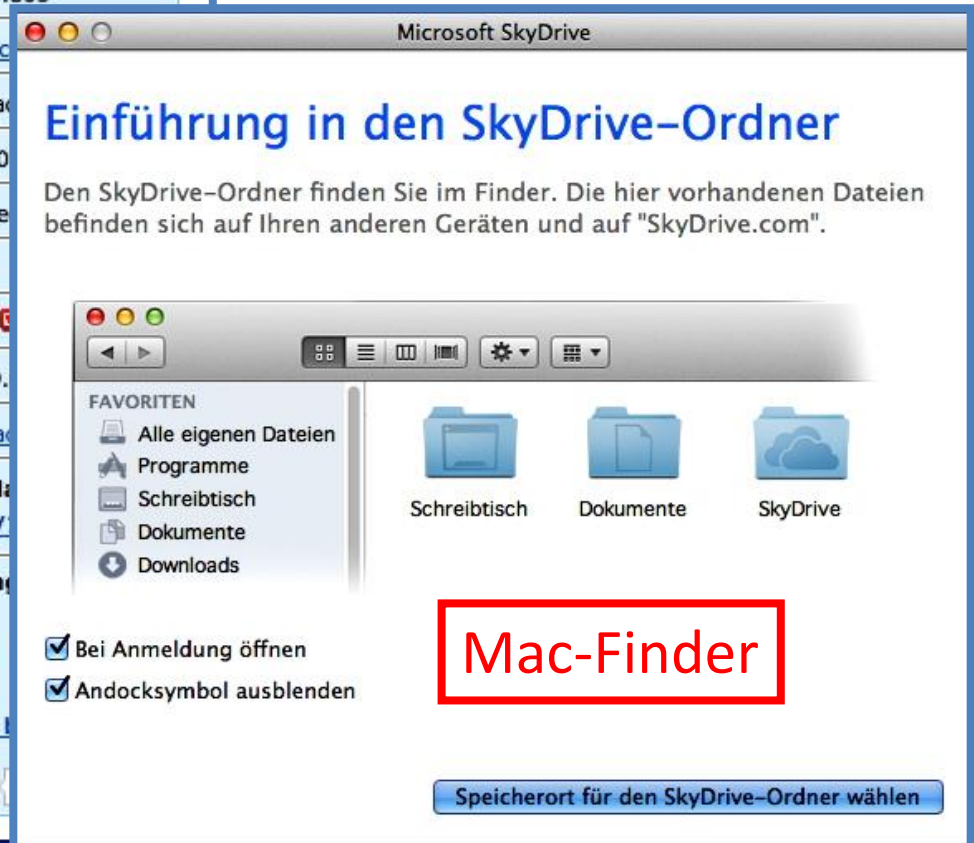 Microsoft SkyDrive
Einführung in den SkyDrive-Ordner
Den SkyDrive-Ordner finden Sie im Finder. Die hier vorhandenen Dateien
befinden sich auf Ihren anderen Geräten und auf "SkyDrive.com".
FAVORITEN
Alle eigenen Dateien
Programme
Schreibtisch
Dokumente
Downloads
Schreibtisch
Dokumente
SkyDrive
Bei Anmeldung öffnen
Andocksymbol ausblenden
Mac-Finder
Speicherort für den SkyDrive-Ordner wählen